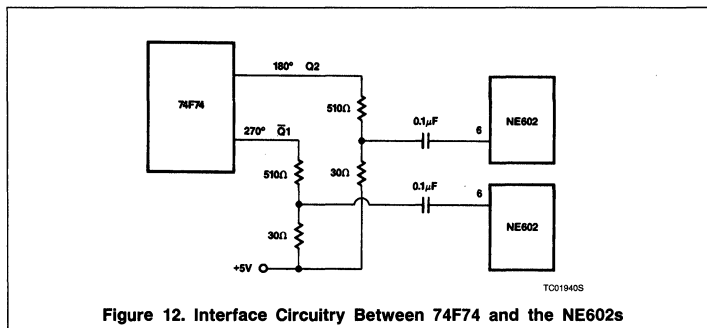 180° Q2
74F74
510Ω
0.1μF
6
NE602
270° Q̅1
510Ω
30Ω
0.1μF
6
NE602
30Ω
+5V
TC01940S
Figure 12. Interface Circuitry Between 74F74 and the NE602s